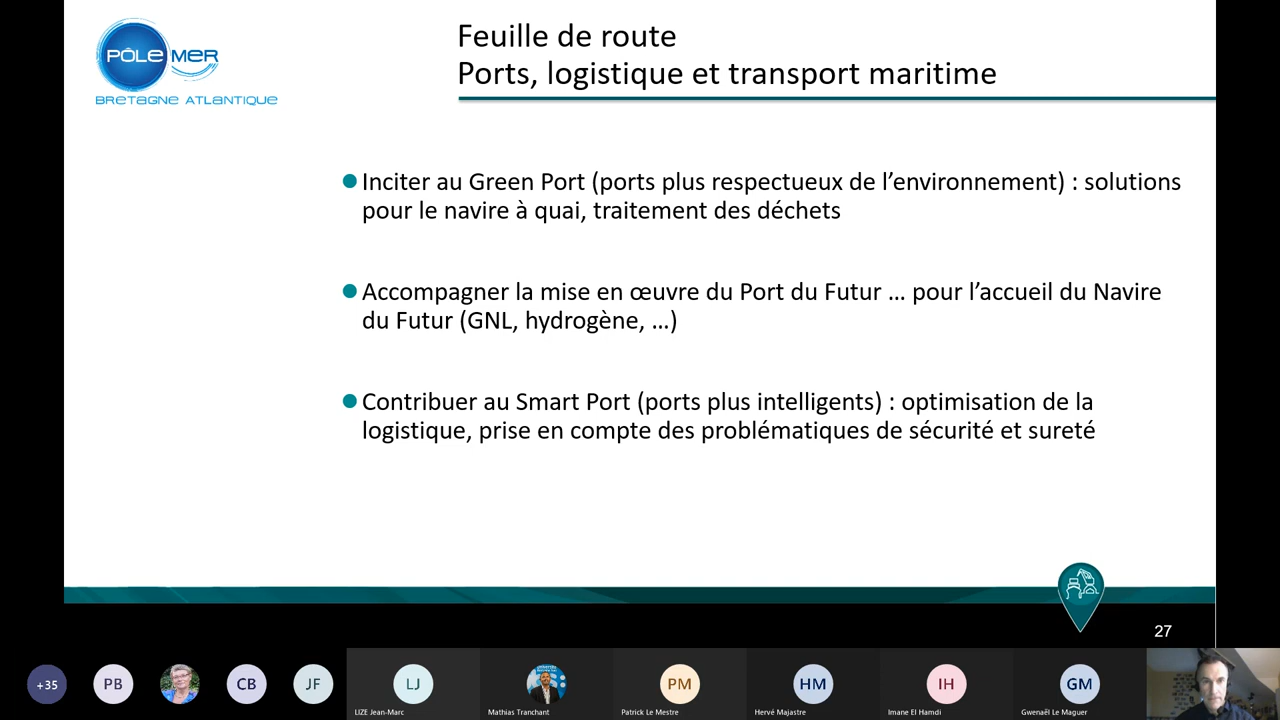 PÔLE MER
BRETAGNE ATLANTIQUE
Feuille de route
Ports, logistique et transport maritime
Inciter au Green Port (ports plus respectueux de l’environnement) : solutions
pour le navire à quai, traitement des déchets
Accompagner la mise en œuvre du Port du Futur … pour l’accueil du Navire
du Futur (GNL, hydrogène, …)
Contribuer au Smart Port (ports plus intelligents) : optimisation de la
logistique, prise en compte des problématiques de sécurité et sureté
27
+35
PB
CB
JF
LJ
PM
HM
IH
GM
LIZE Jean-Marc
Mathias Tranchant
Patrick Le Mestre
Hervé Majastre
Imane El Hamdi
Gwenaël Le Maguer